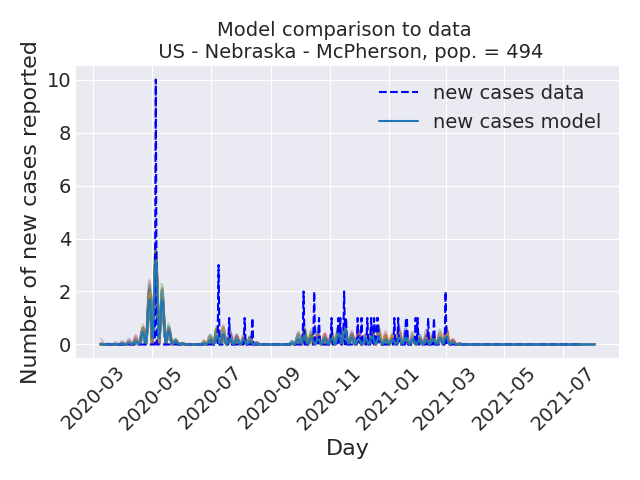 Model comparison to data
US - Nebraska - McPherson, pop. = 494
Number of new cases reported
10
8
6
4
2
0
new cases data
new cases model
2020-03
2020-05
2020-07
2020-09
2020-11
2021-01
2021-03
2021-05
2021-07
Day